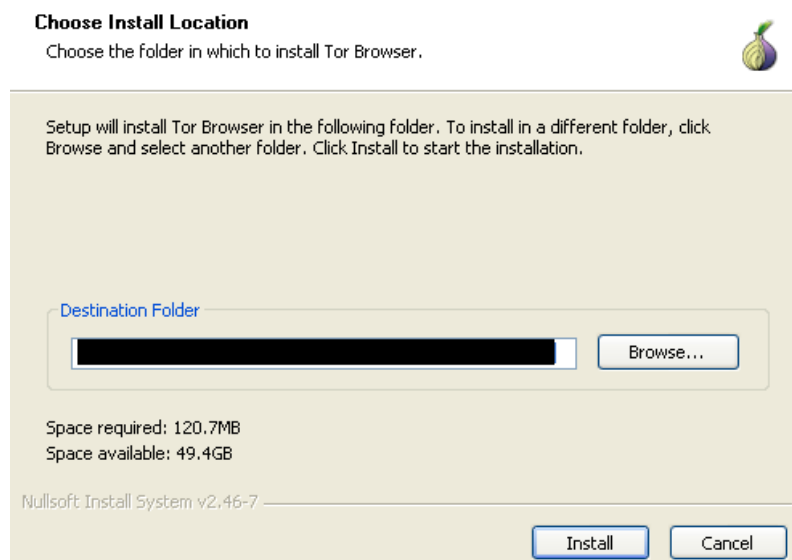 Choose Install Location
Choose the folder in which to install Tor Browser.
Setup will install Tor Browser in the following folder. To install in a different folder, click
Browse and select another folder. Click Install to start the installation.
Destination Folder
Browse...
Space required: 120.7MB
Space available: 49.4GB
Nullsoft Install System v2.46-7
Install
Cancel